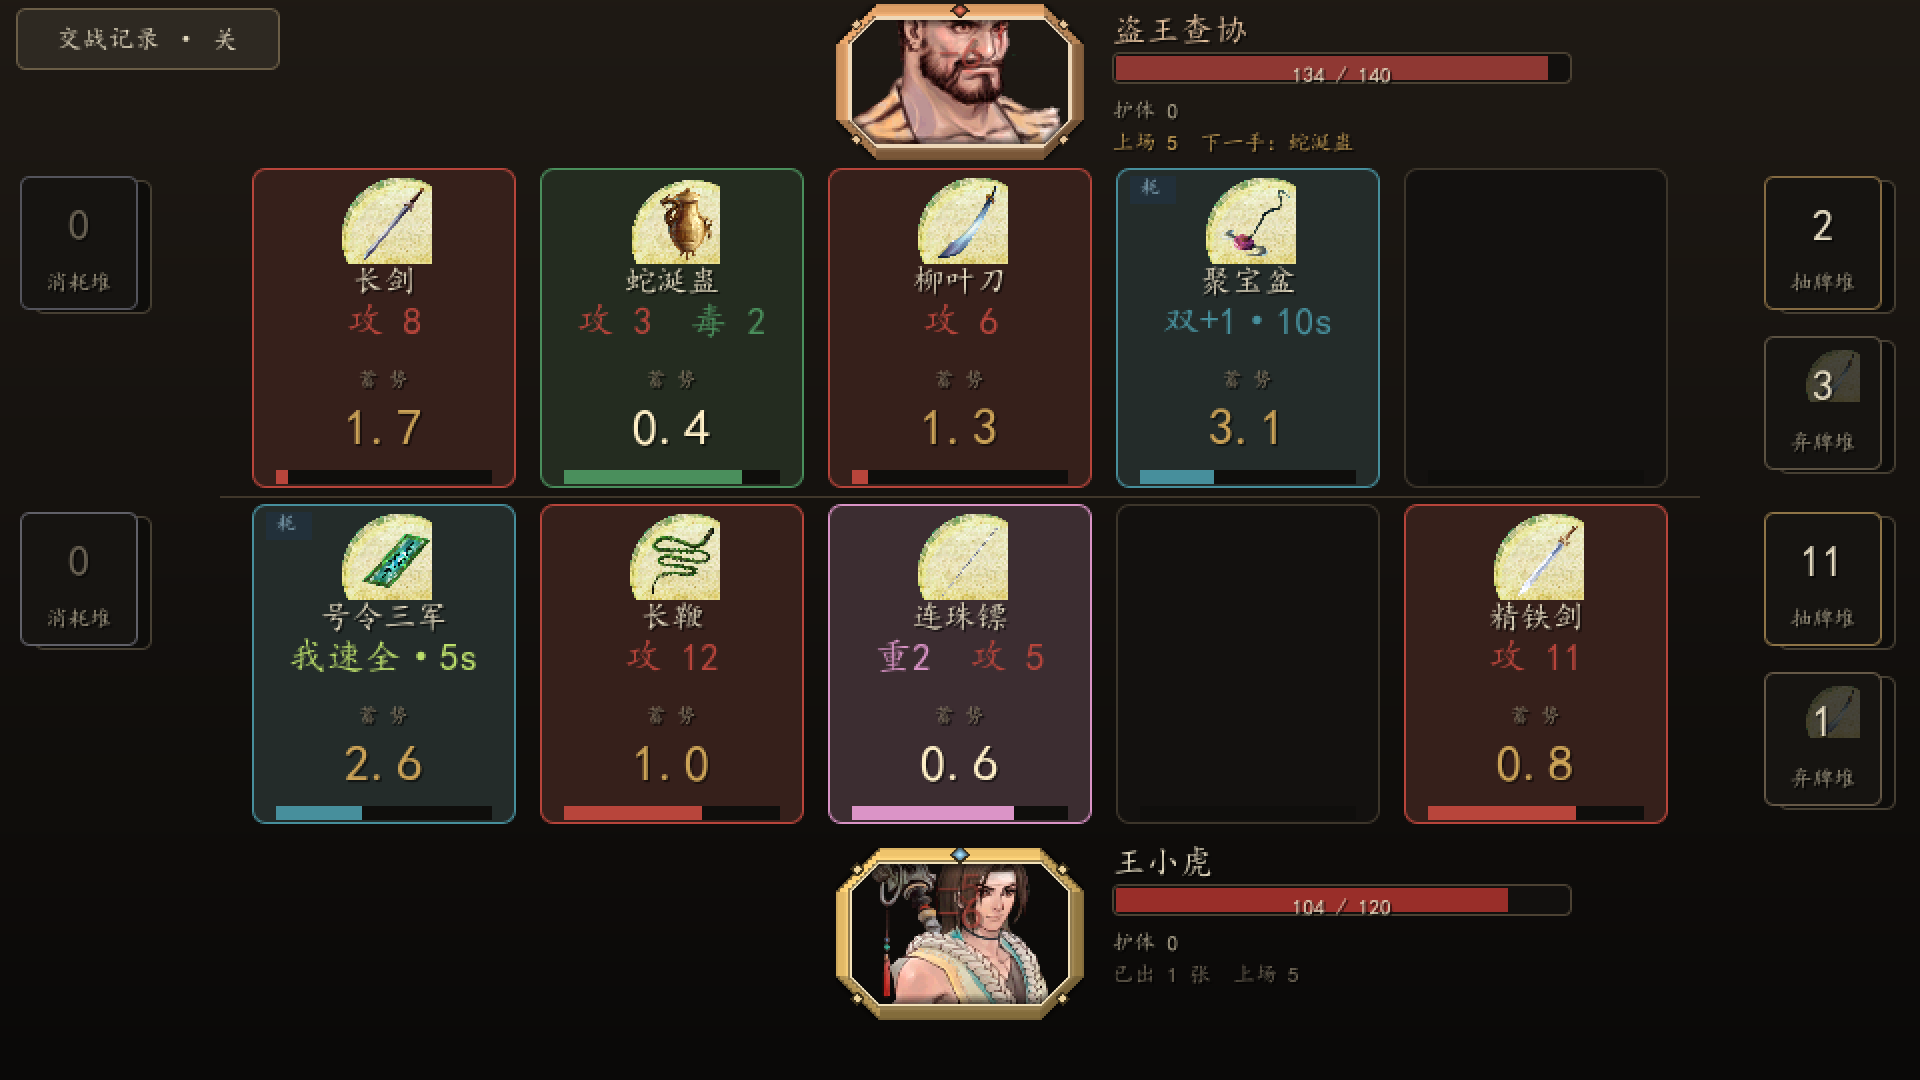 交战记录 · 关
盗王查协
134 / 140
护体 0
上场 5 下一手: 蛇涎蛊
0
消耗堆
长剑
攻 8
蓄势
1.7
蛇涎蛊
攻 3 毒 2
蓄势
0.4
柳叶刀
攻 6
蓄势
1.3
耗
聚宝盆
双+1·10s
蓄势
3.1
2
抽牌堆
3
弃牌堆
0
消耗堆
耗
号令三军
我速全·5s
蓄势
2.6
长鞭
攻 12
蓄势
1.0
连珠镖
重2 攻 5
蓄势
0.6
精铁剑
攻 11
蓄势
0.8
11
抽牌堆
1
弃牌堆
王小虎
104 / 120
护体 0
已出 1 张 上场 5